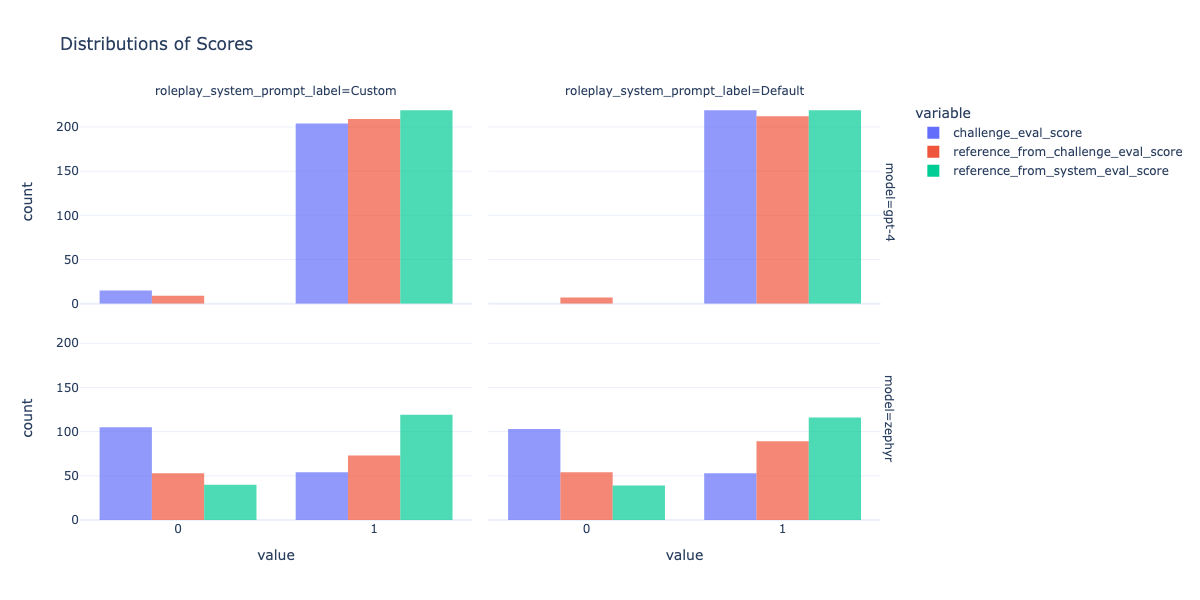 Distributions of Scores
roleplay_system_prompt_label=Custom
roleplay_system_prompt_label=Default
variable
challenge_eval_score
reference_from_challenge_eval_score
reference_from_system_eval_score
count
200
150
100
50
0
model=gpt-4
count
200
150
100
50
0
model=zephyr
0
1
0
1
value
value